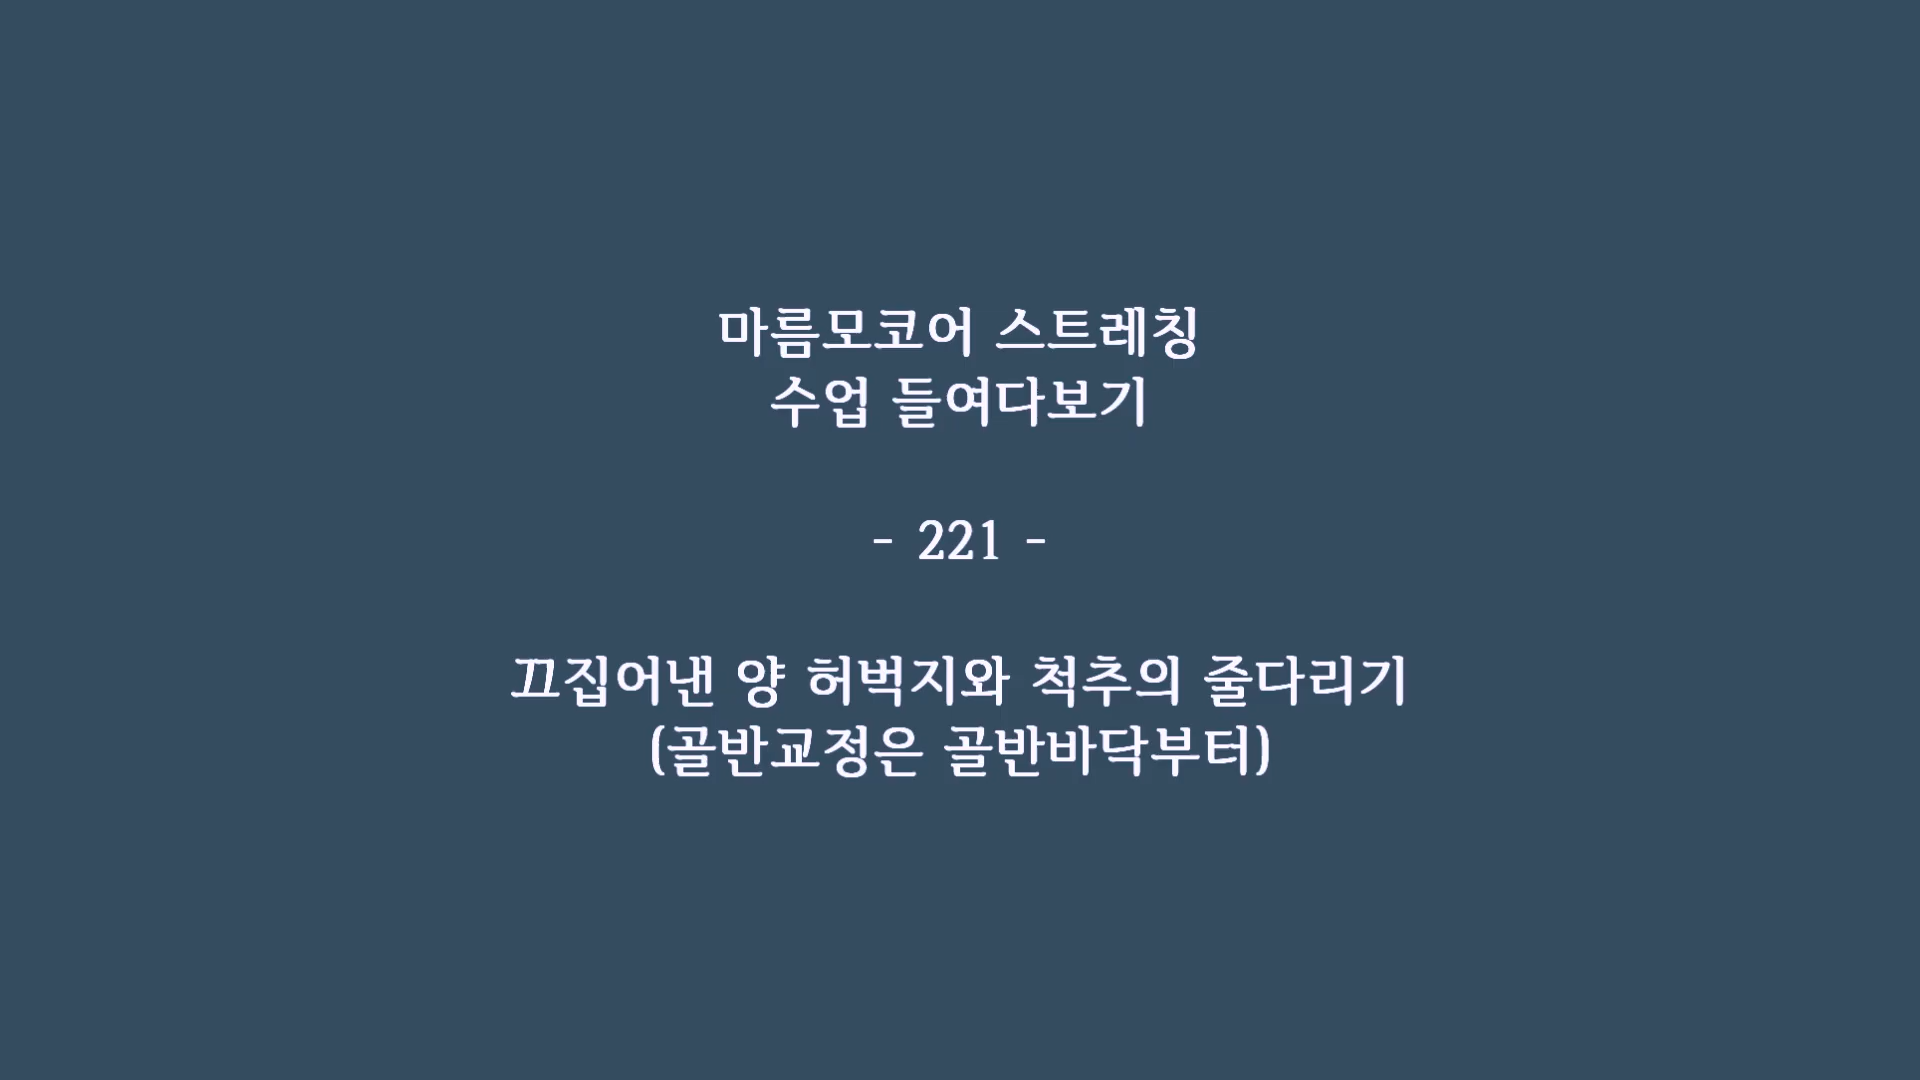 마름모코어 스트레칭
수업 들여다보기
- 221 -
끄집어낸 양 허벅지와 척추의 줄다리기
(골반교정은 골반바닥부터)